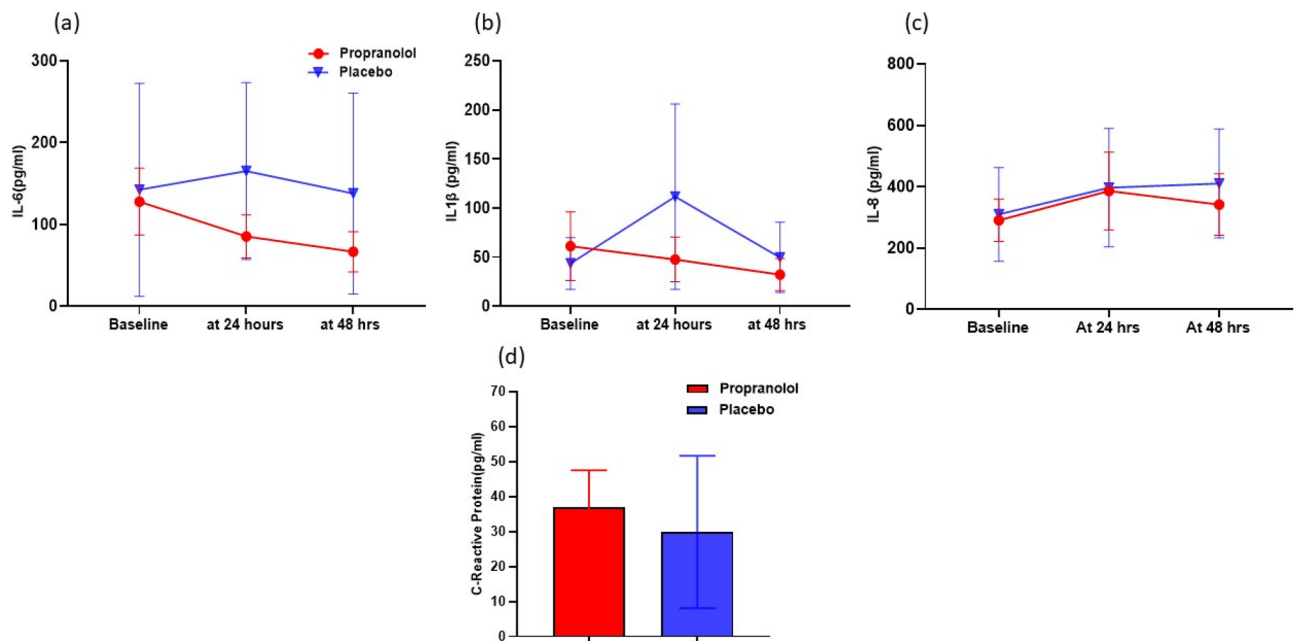 (a)
Propranolol
Placebo
IL-6(pg/ml)
300
200
100
0
Baseline
at 24 hours
at 48 hrs
(b)
IL1β (pg/ml)
250
200
150
100
50
0
Baseline
at 24 hours
at 48 hrs
(c)
IL-8 (pg/ml)
800
600
400
200
0
Baseline
At 24 hrs
At 48 hrs
(d)
Propranolol
Placebo
C-Reactive Protein(pg/ml)
70
60
50
40
30
20
10
0